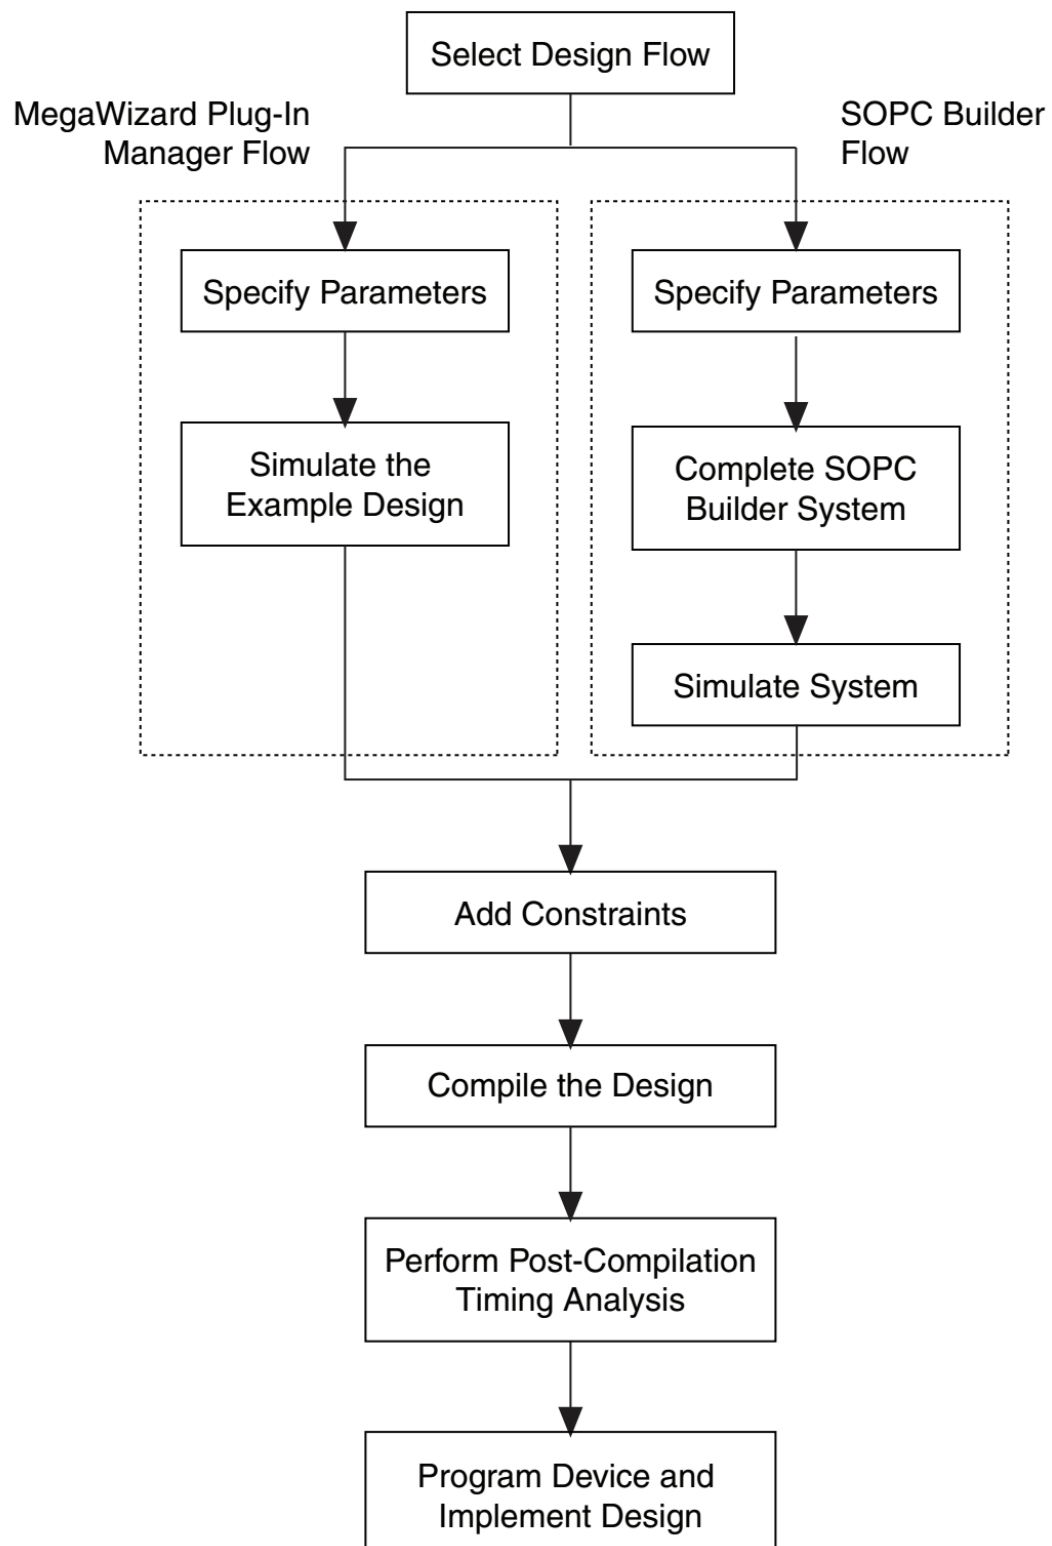 Select Design Flow
MegaWizard Plug-In
Manager Flow
SOPC Builder
Flow
Specify Parameters
Specify Parameters
Simulate the
Example Design
Complete SOPC
Builder System
Simulate System
Add Constraints
Compile the Design
Perform Post-Compilation
Timing Analysis
Program Device and
Implement Design